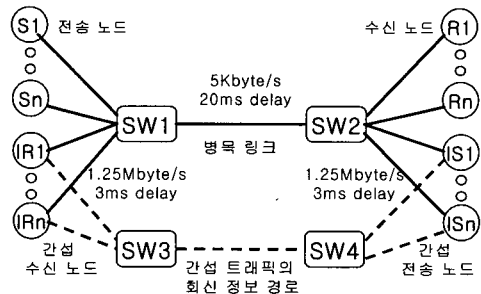 S1 전송 노드
수신 노드 R1
5Kbyte/s
20ms delay
Sn
Rn
SW1
SW2
병목 링크
IR1
IS1
1.25Mbyte/s
3ms delay
1.25Mbyte/s
3ms delay
IRn
ISn
간섭
수신 노드
SW3
SW4
간섭 트래픽의
회신 정보 경로
간섭
전송 노드